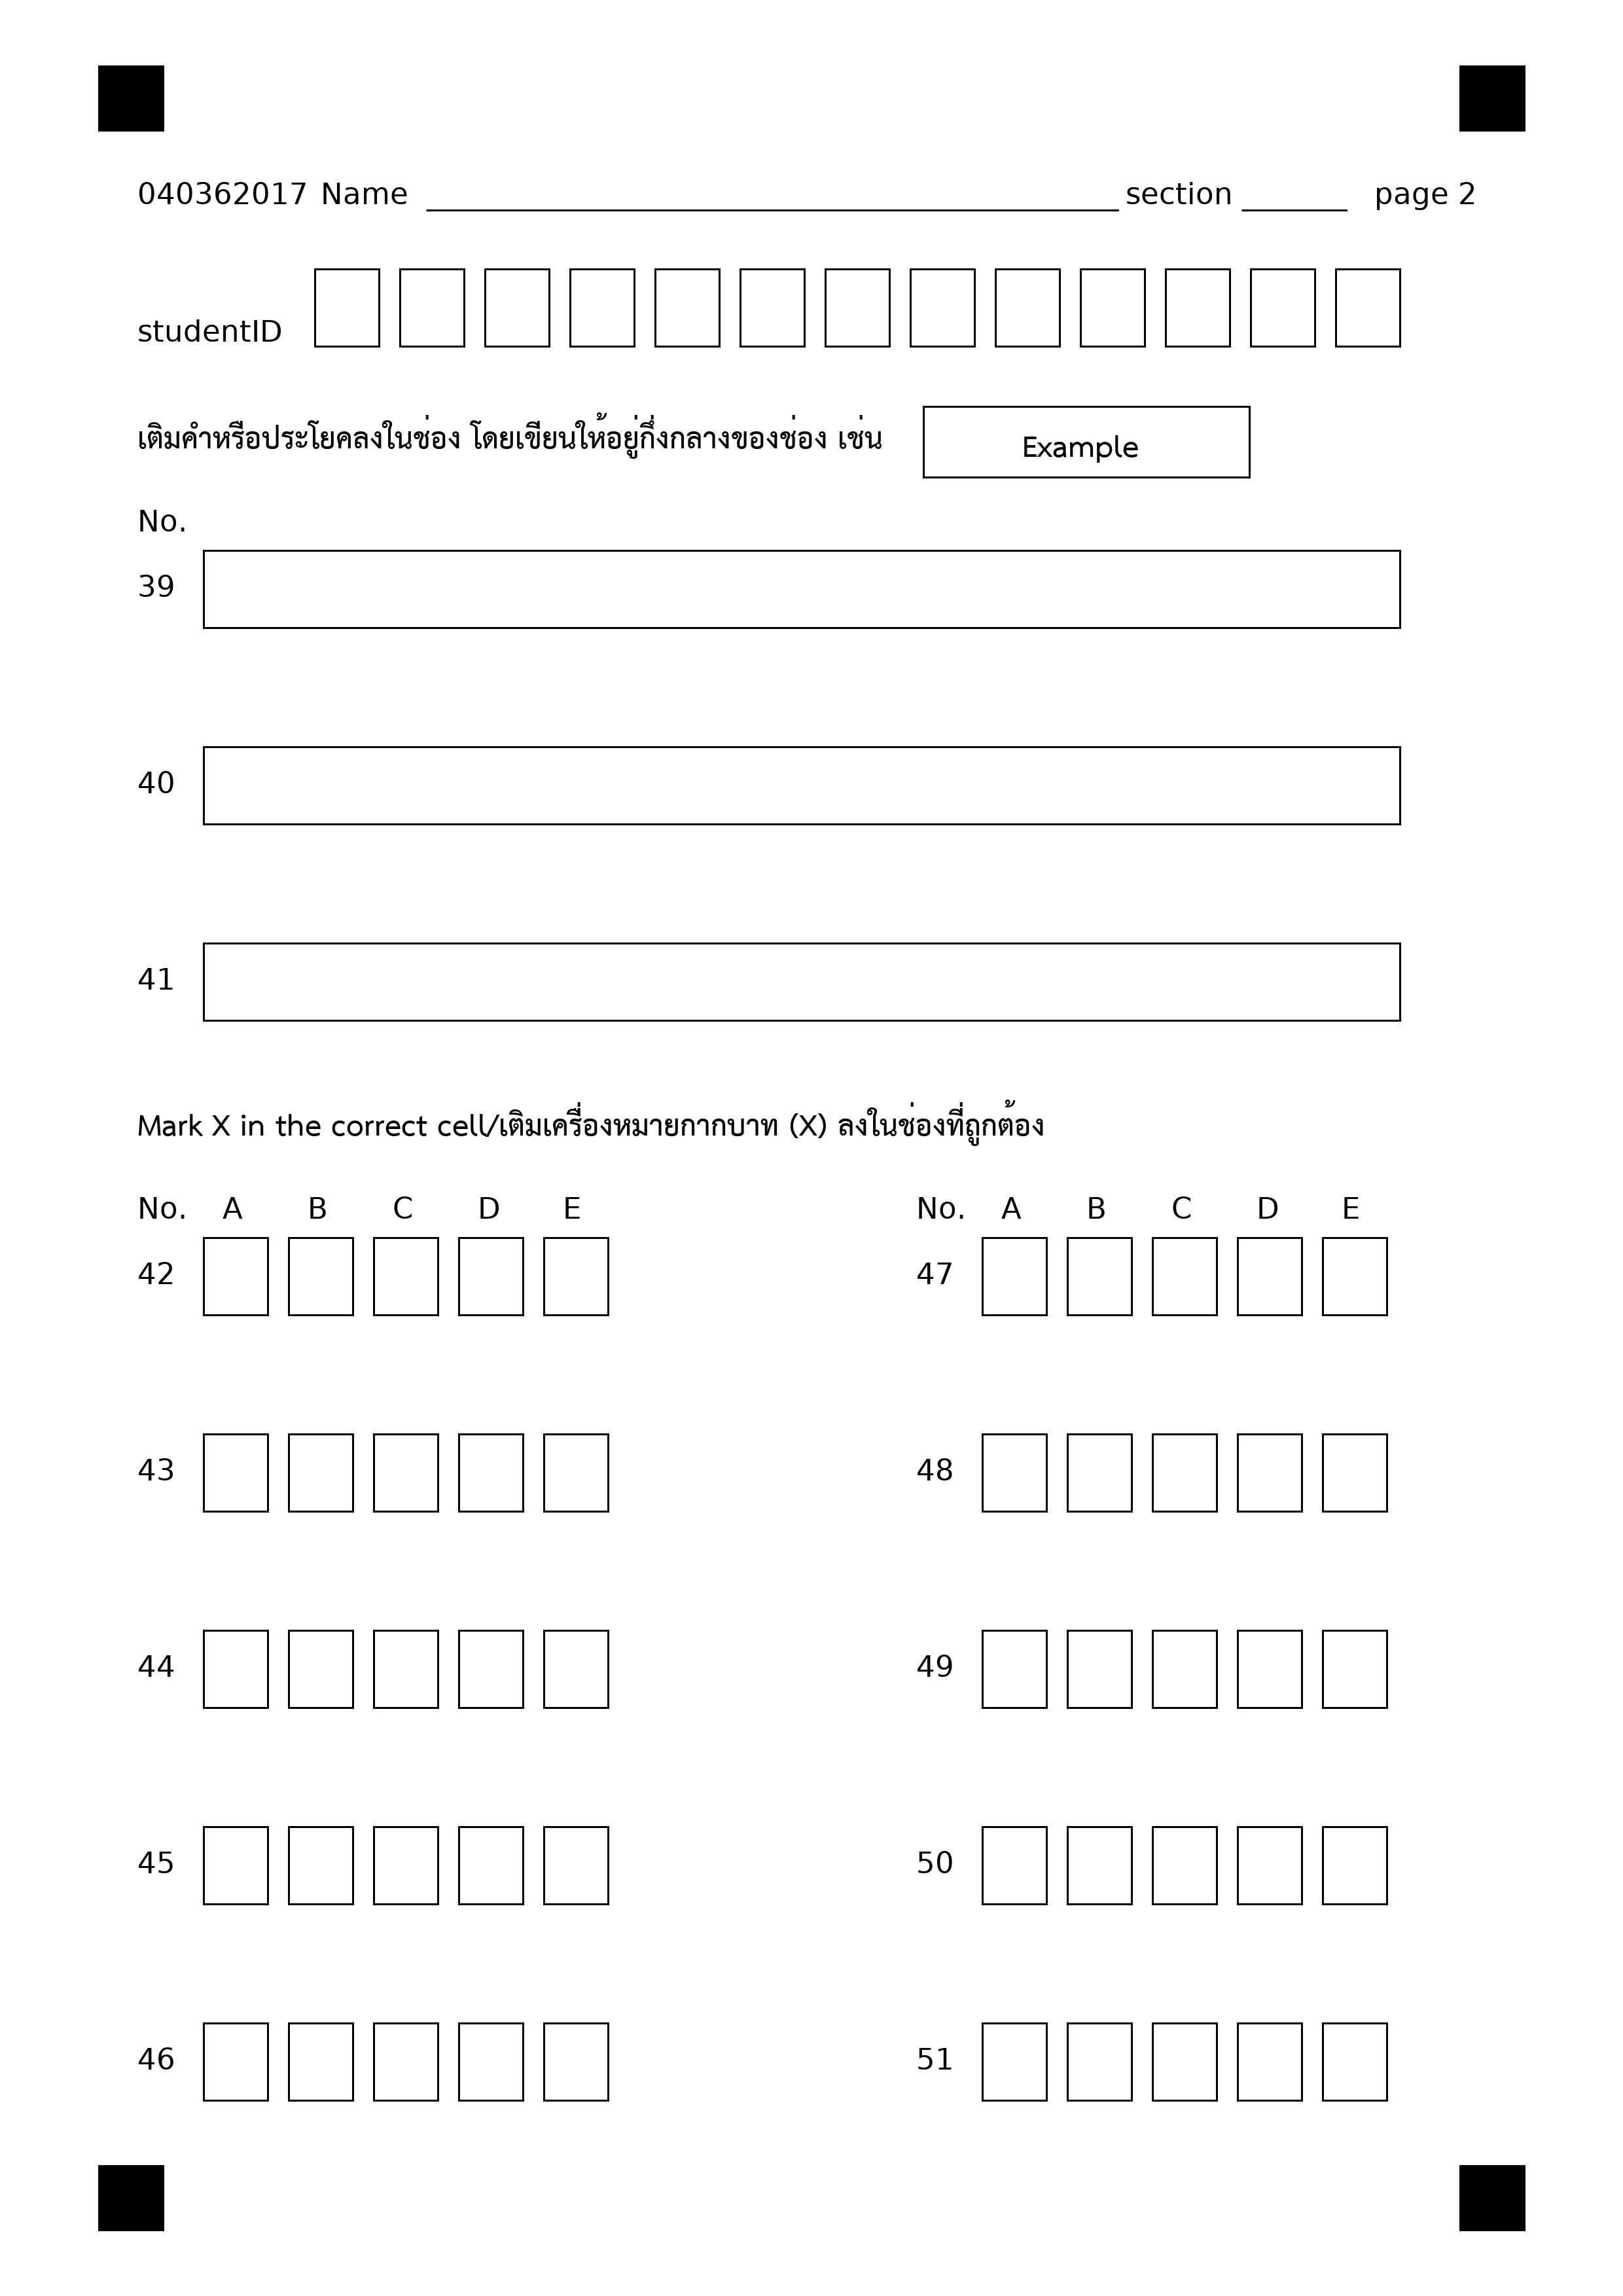 040362017 Name section page 2
studentID
เติมคำหรือประโยคลงในช่อง โดยเขียนให้อยู่กึ่งกลางของช่อง เช่น Example
No.
39
40
41
Mark X in the correct cell/เติมเครื่องหมายกากบาท (X) ลงในช่องที่ถูกต้อง
No. A B C D E No. A B C D E
42 47
43 48
44 49
45 50
46 51